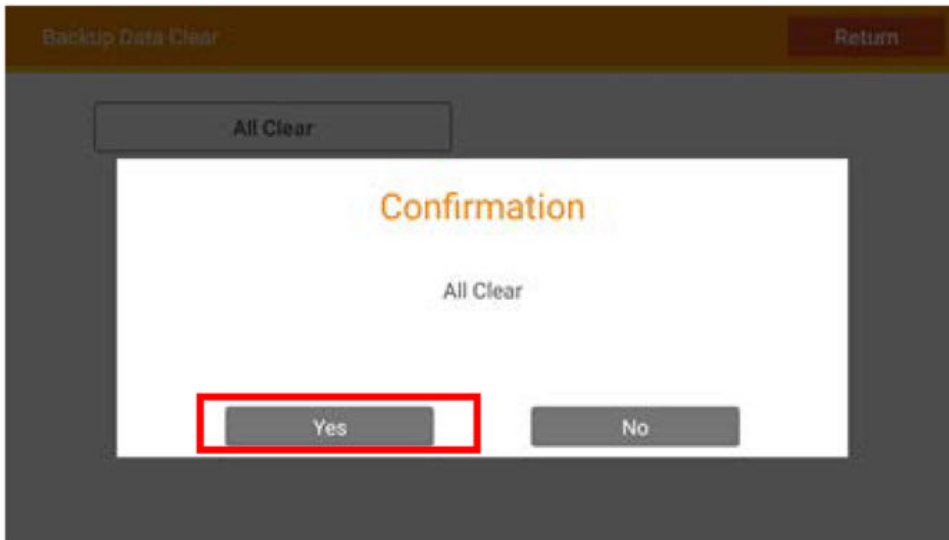 Backup Data Clear
Return
All Clear
Confirmation
All Clear
Yes
No